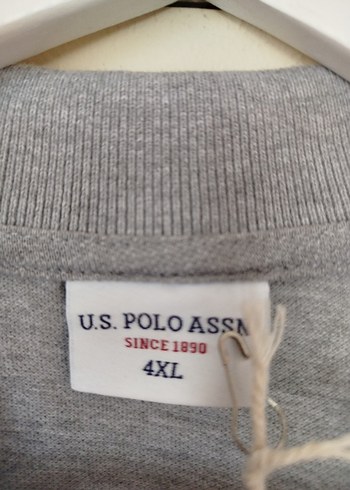 U.S. POLO ASSN
SINCE 1890
4XL